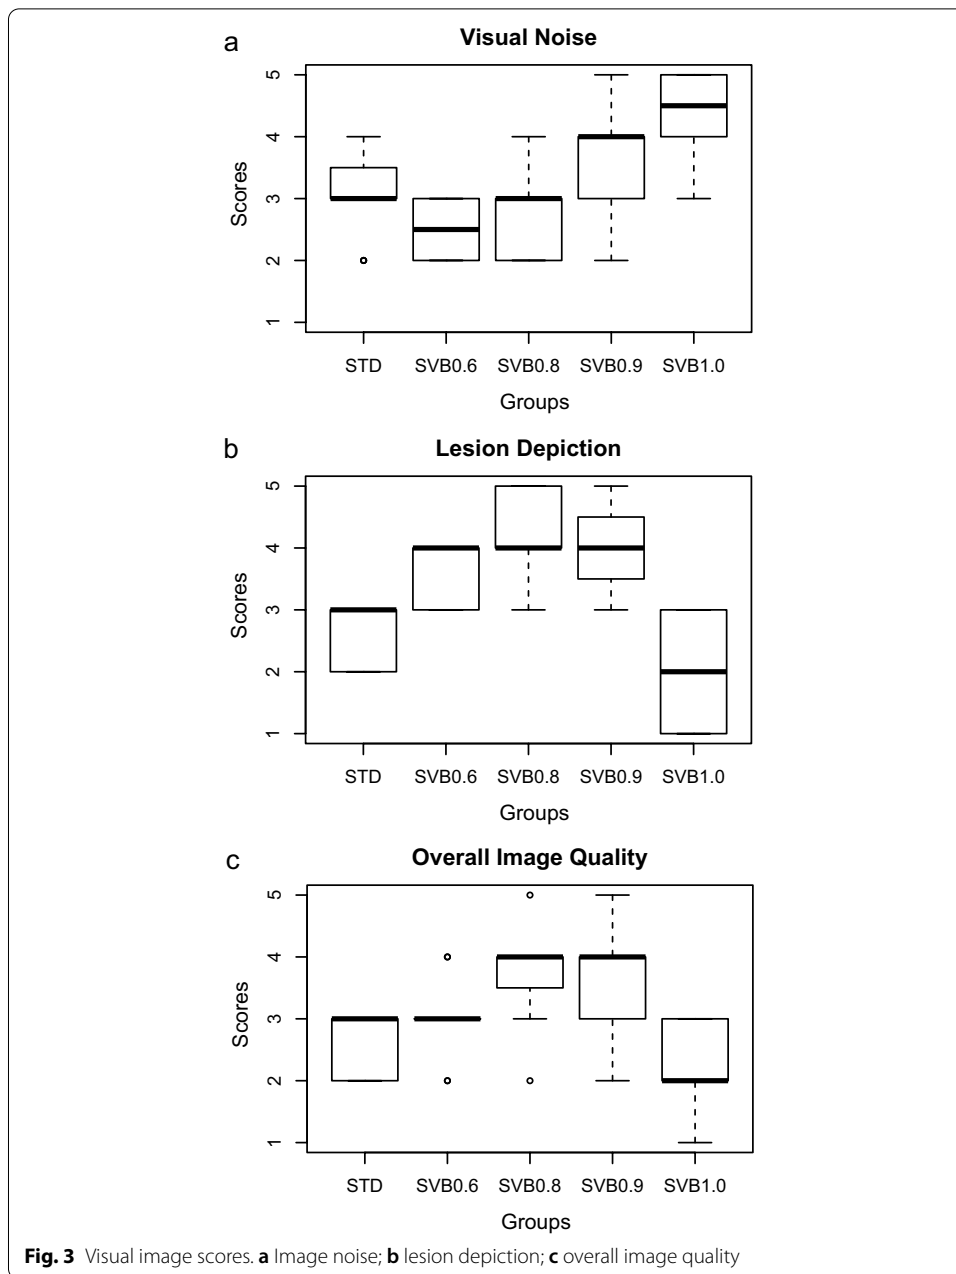 a
Visual Noise
Scores
5
4
3
2
1
STD SVB0.6 SVB0.8 SVB0.9 SVB1.0
Groups
b
Lesion Depiction
Scores
5
4
3
2
1
STD SVB0.6 SVB0.8 SVB0.9 SVB1.0
Groups
c
Overall Image Quality
Scores
5
4
3
2
1
STD SVB0.6 SVB0.8 SVB0.9 SVB1.0
Groups
Fig. 3 Visual image scores. a Image noise; b lesion depiction; c overall image quality